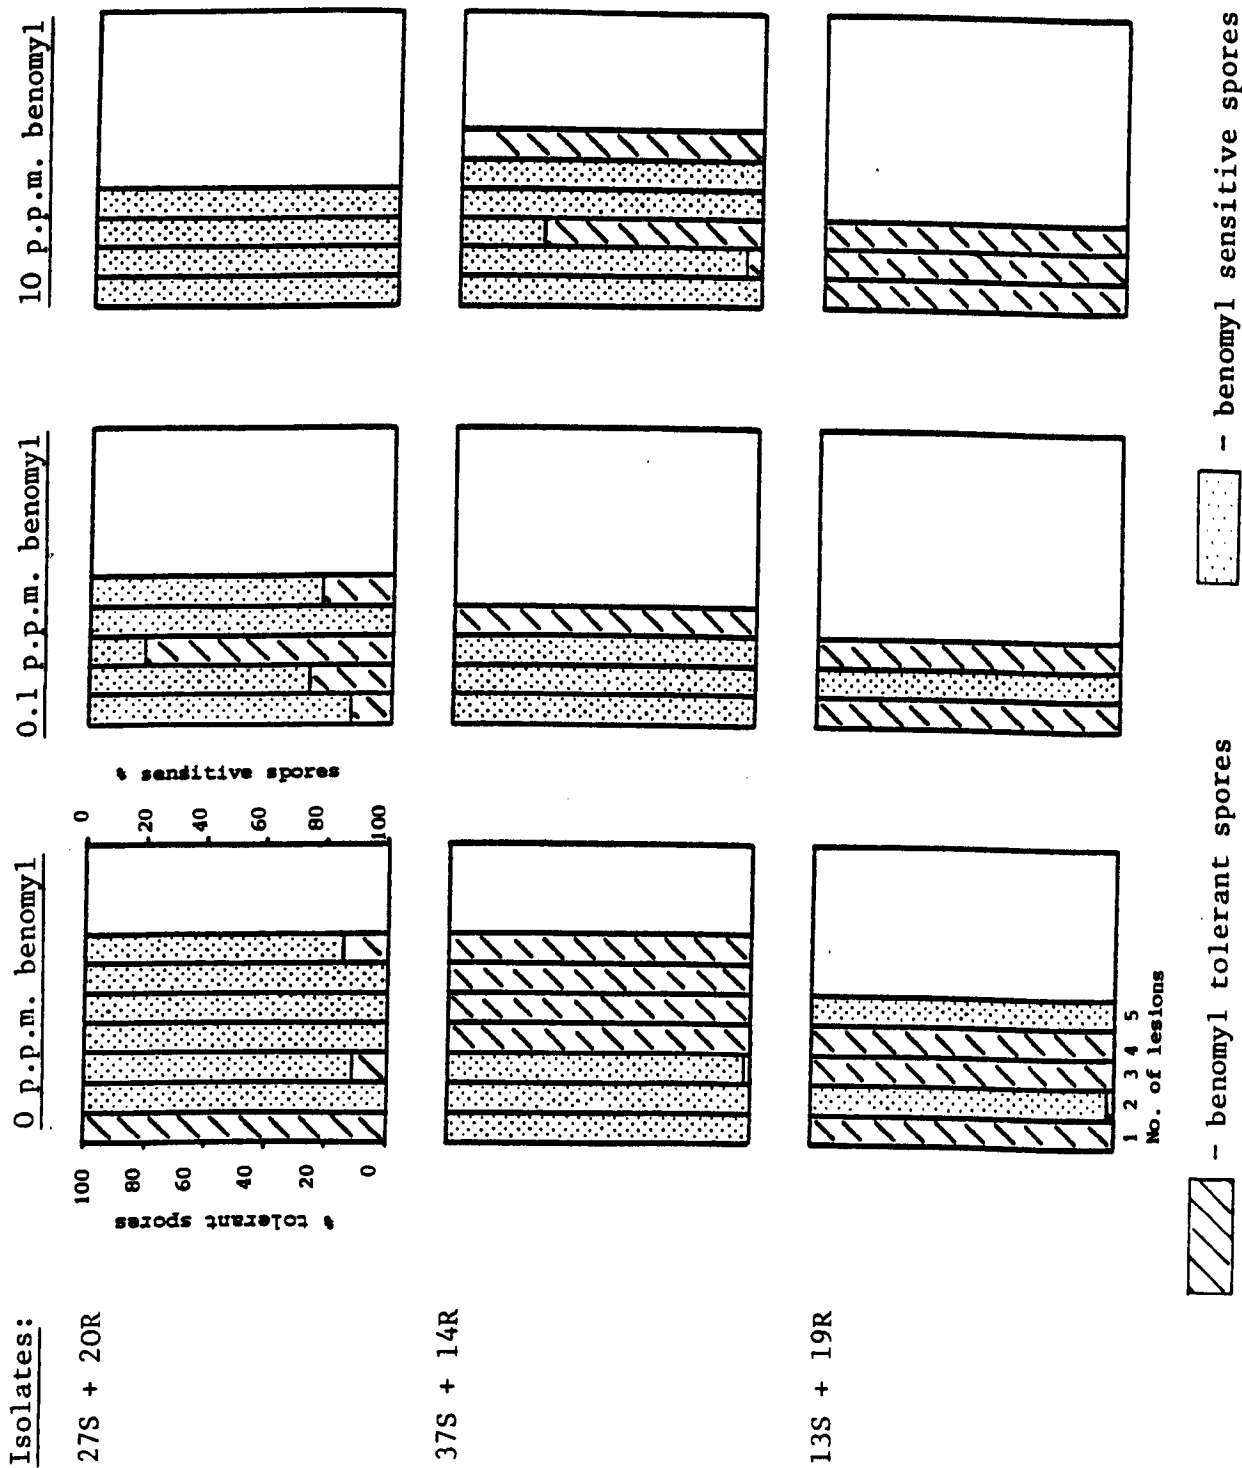 Isolates:
0 p.p.m. benomyl
0.1 p.p.m. benomyl
10 p.p.m. benomyl
27S + 20R
% tolerant spores
100
80
60
40
20
0
% sensitive spores
0
20
40
60
80
100
37S + 14R
13S + 19R
1 2 3 4 5
No. of lesions
- benomyl tolerant spores
- benomyl sensitive spores